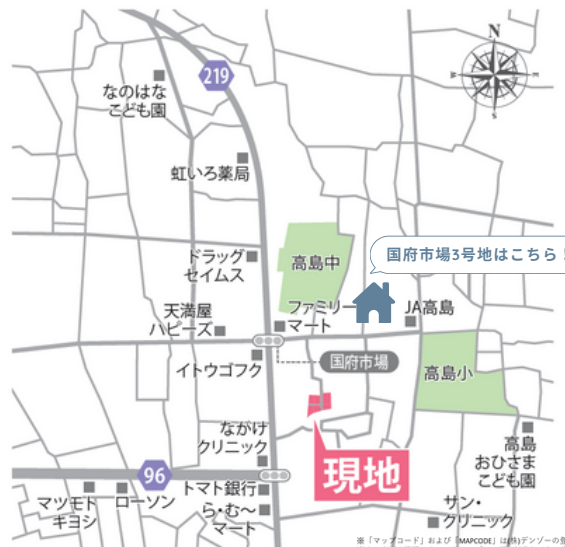 N
W
E
S
219
なのはな
こども園
虹いろ薬局
ドラッグ
セイムス
高島中
国府市場3号地はこちら！
天満屋
ハピーズ
ファミリー
マート
JA高島
イトウゴフク
国府市場
高島小
ながけ
クリニック
現地
高島
おひさま
こども園
96
マツモト
キヨシ
ローソン
トマト銀行
ら・む～
マート
サン・
クリニック
※「マップコード」および「MAPCODE」は(株)デンソーの登